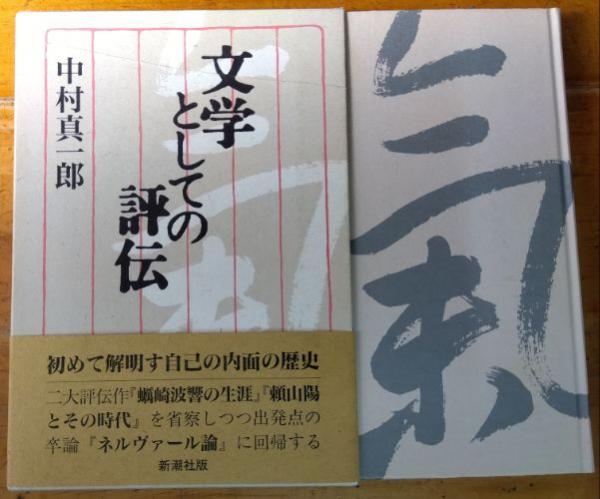 文学
としての
評伝
中村真一郎
初めて解明す自己の内面の歴史
二大評伝作『蠣崎波響の生涯』『頼山陽
とその時代』を省察しつつ出発点の
卒論『ネルヴァール論』に回帰する
新潮社版
氣